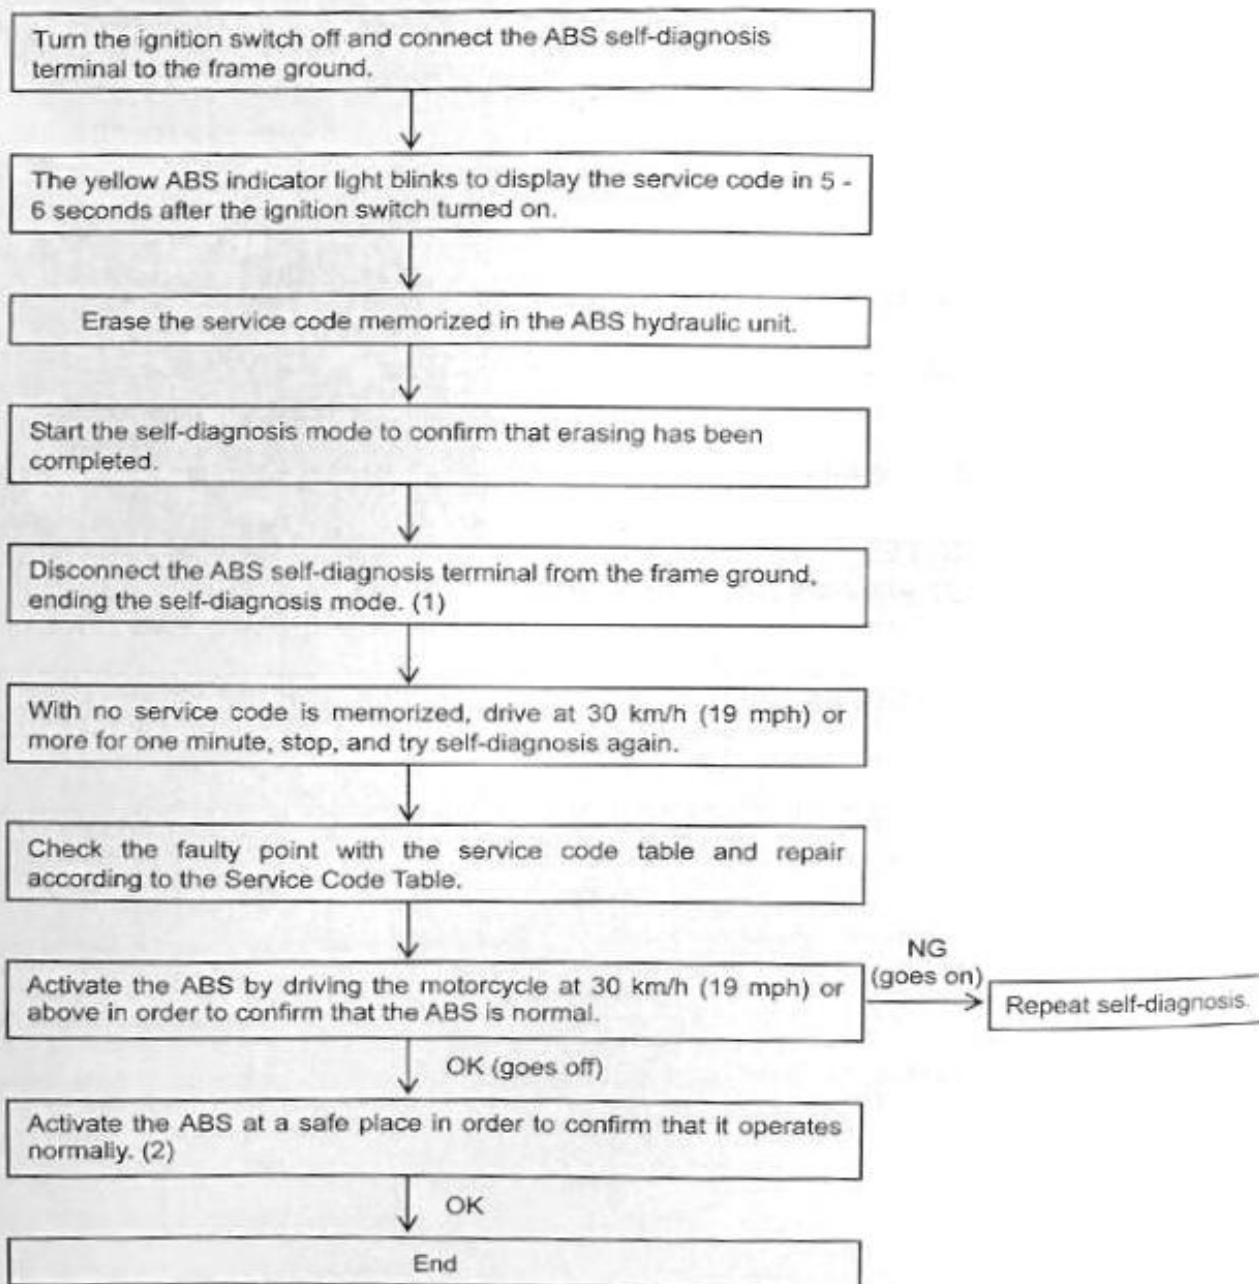 Turn the ignition switch off and connect the ABS self-diagnosis
terminal to the frame ground.
The yellow ABS indicator light blinks to display the service code in 5 -
6 seconds after the ignition switch turned on.
Erase the service code memorized in the ABS hydraulic unit.
Start the self-diagnosis mode to confirm that erasing has been
completed.
Disconnect the ABS self-diagnosis terminal from the frame ground,
ending the self-diagnosis mode. (1)
With no service code is memorized, drive at 30 km/h (19 mph) or
more for one minute, stop, and try self-diagnosis again.
Check the faulty point with the service code table and repair
according to the Service Code Table.
Activate the ABS by driving the motorcycle at 30 km/h (19 mph) or
above in order to confirm that the ABS is normal.
NG
(goes on)
Repeat self-diagnosis.
OK (goes off)
Activate the ABS at a safe place in order to confirm that it operates
normally. (2)
OK
End